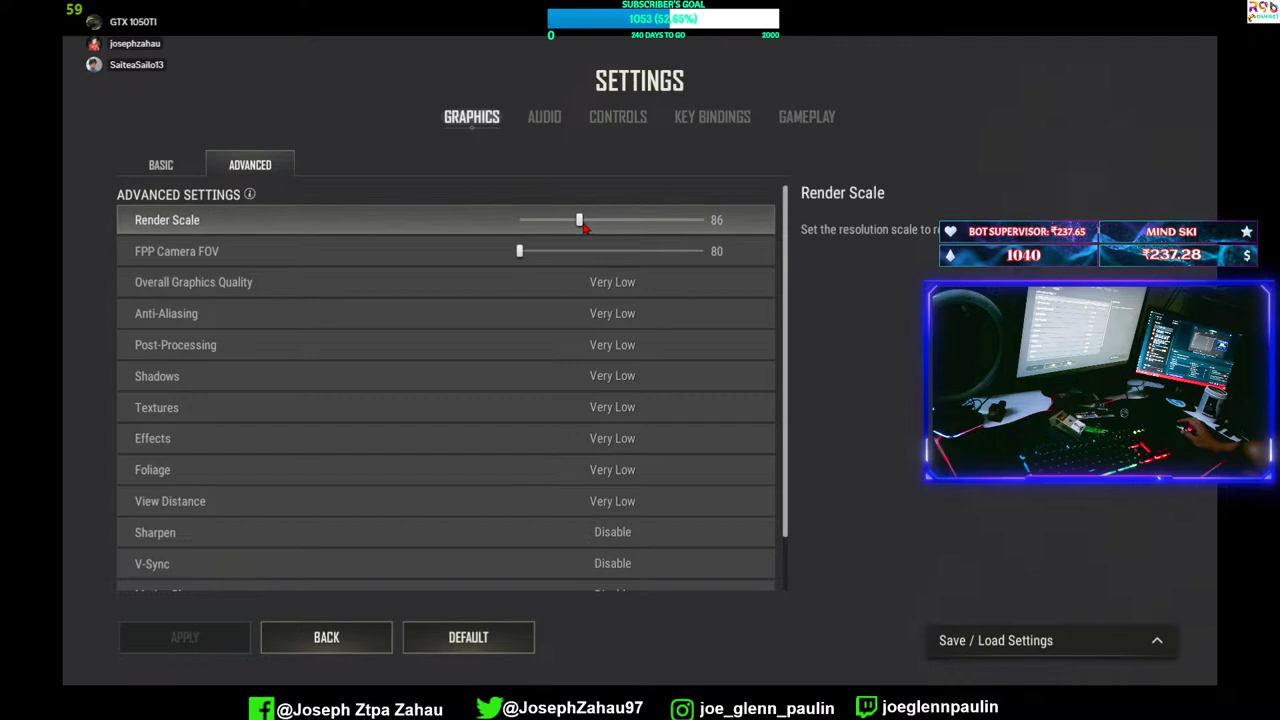 59
SUBSCRIBER'S GOAL
1053 (52.65%)
0
240 DAYS TO GO
2000
GTX 1050TI
josephzahau
SaiteaSailo13
SETTINGS
GRAPHICS AUDIO CONTROLS KEY BINDINGS GAMEPLAY
BASIC ADVANCED
ADVANCED SETTINGS
Render Scale 86
FPP Camera FOV 80
Overall Graphics Quality Very Low
Anti-Aliasing Very Low
Post-Processing Very Low
Shadows Very Low
Textures Very Low
Effects Very Low
Foliage Very Low
View Distance Very Low
Sharpen Disable
V-Sync Disable
Render Scale
Set the resolution scale to
BOT SUPERVISOR: ₹237.65 MIND SKI
1040 ₹237.28 $
APPLY BACK DEFAULT
Save / Load Settings
@Joseph Ztpa Zahau @JosephZahau97 joe_glenn_paulin joeglennpaulin